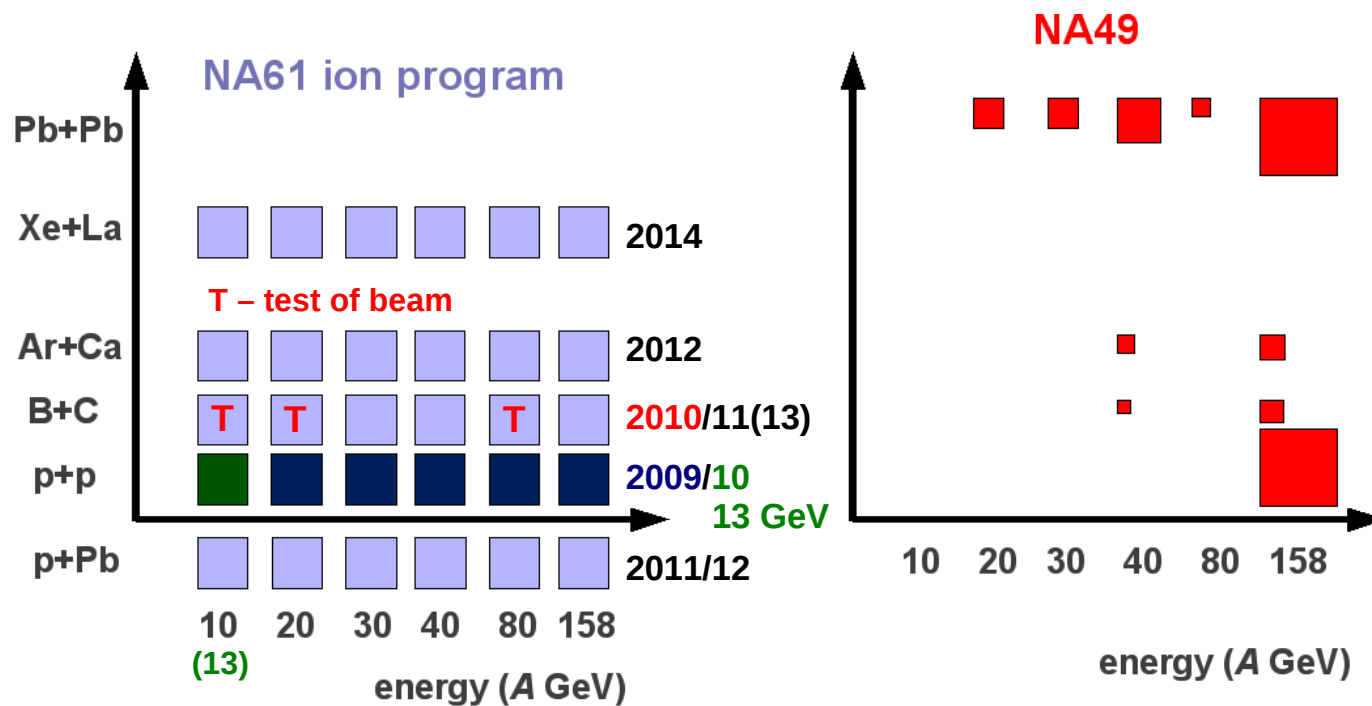 NA61 ion program
NA49
Pb+Pb
Xe+La
2014
T – test of beam
Ar+Ca
2012
B+C
T
T
T
2010/11(13)
p+p
2009/10
13 GeV
p+Pb
2011/12
10 20 30 40 80 158
(13)
energy (A GeV)
10 20 30 40 80 158
energy (A GeV)